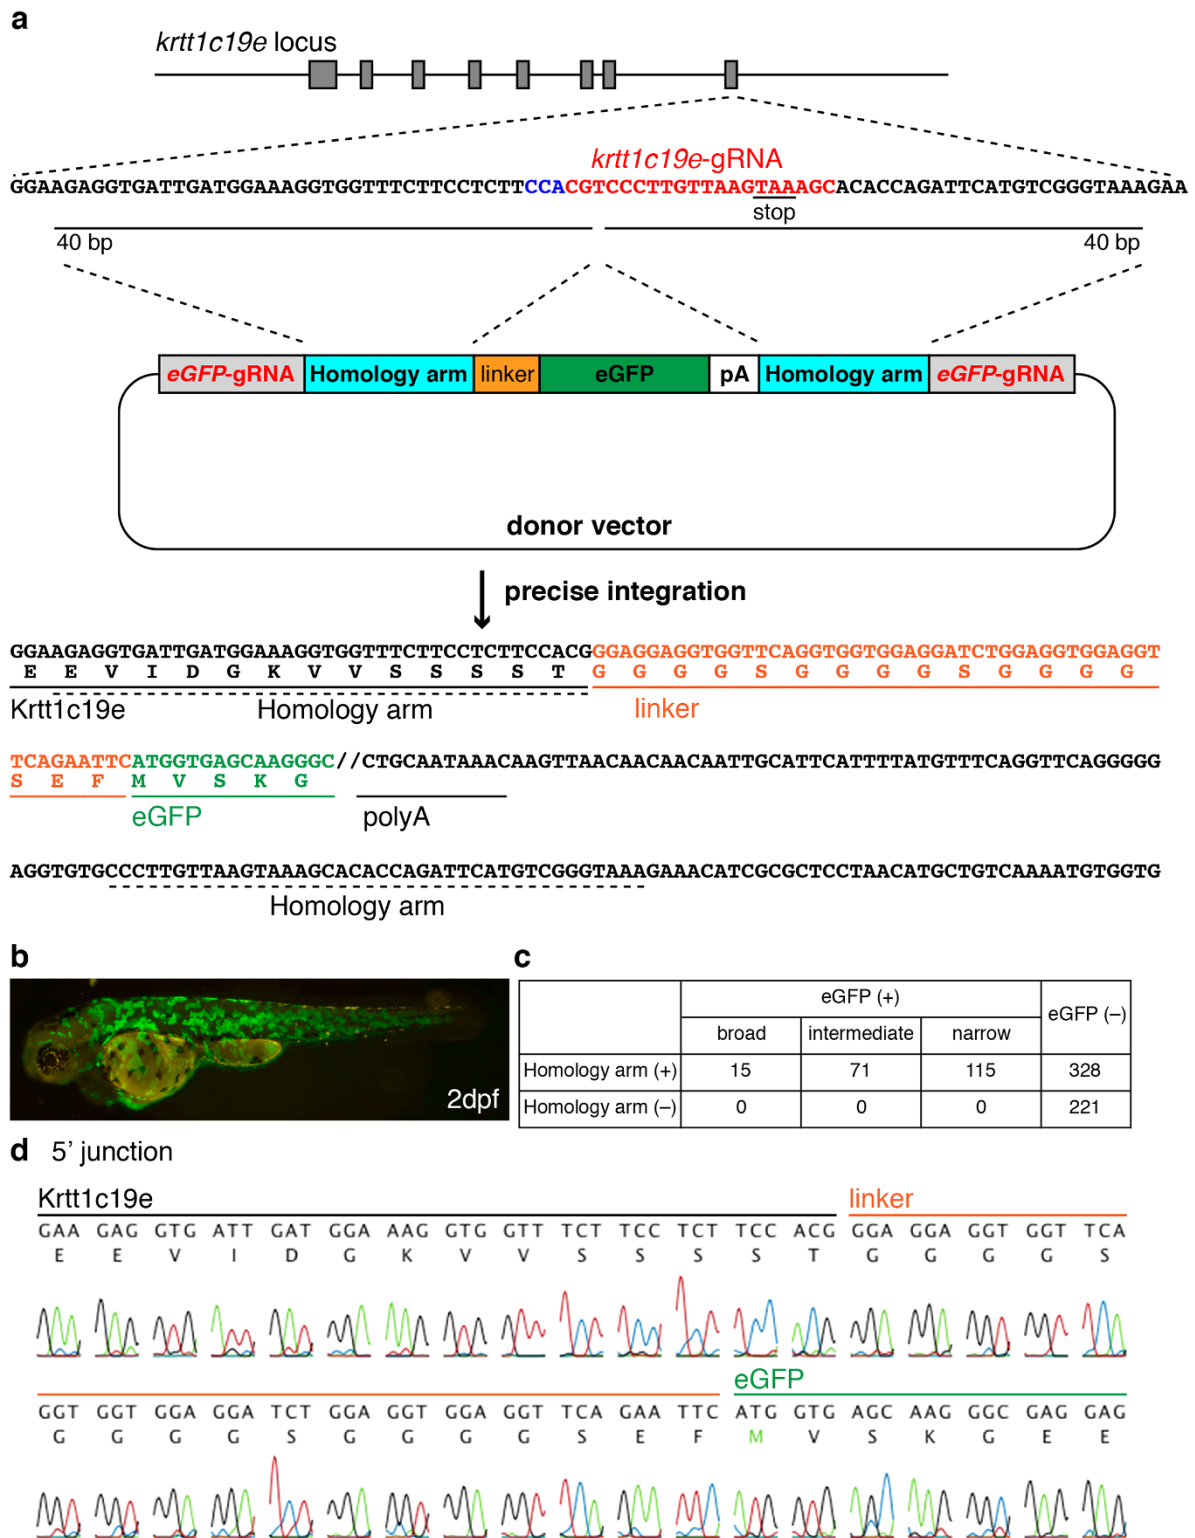 a
krtt1c19e locus
krtt1c19e-gRNA
GGAAGAGGTGATTGATGGAAAGGTGGTTTCTTCCTCTTCCACGTCCCTTGTTAAGTAAAGCACACCAGATTCATGTCGGGTAAAGAA
stop
40 bp 40 bp
eGFP-gRNA Homology arm linker eGFP pA Homology arm eGFP-gRNA
donor vector
precise integration
GGAAGAGGTGATTGATGGAAAGGTGGTTTCTTCCTCTTCCACGGGAGGAGGTGGTTCAGGTGGTGGAGGATCTGGAGGTGGAGGT
E E V I D G K V V S S S S T G G G G S G G G G S G G G G
Krtt1c19e Homology arm linker
TCAGAATTCATGGTGAGCAAGGGC//CTGCAATAAACAAGTTAACAACAACAATTGCATTCATTTTATGTTTCAGGTTCAGGGGG
S E F M V S K G
eGFP polyA
AGGTGTGCCCTTGTTAAGTAAAGCACACCAGATTCATGTCGGGTAAAGAAACATCGCGCTCCTAACATGCTGTCAAAATGTGGTG
Homology arm
b
2dpf
c
eGFP (+) eGFP (–)
broad intermediate narrow
Homology arm (+) 15 71 115 328
Homology arm (–) 0 0 0 221
d 5’ junction
Krtt1c19e linker
GAA GAG GTG ATT GAT GGA AAG GTG GTT TCT TCC TCT TCC ACG GGA GGA GGT GGT TCA
E E V I D G K V V S S S S T G G G G S
eGFP
GGT GGT GGA GGA TCT GGA GGT GGA GGT TCA GAA TTC ATG GTG AGC AAG GGC GAG GAG
G G G G S G G G G S E F M V S K G E E